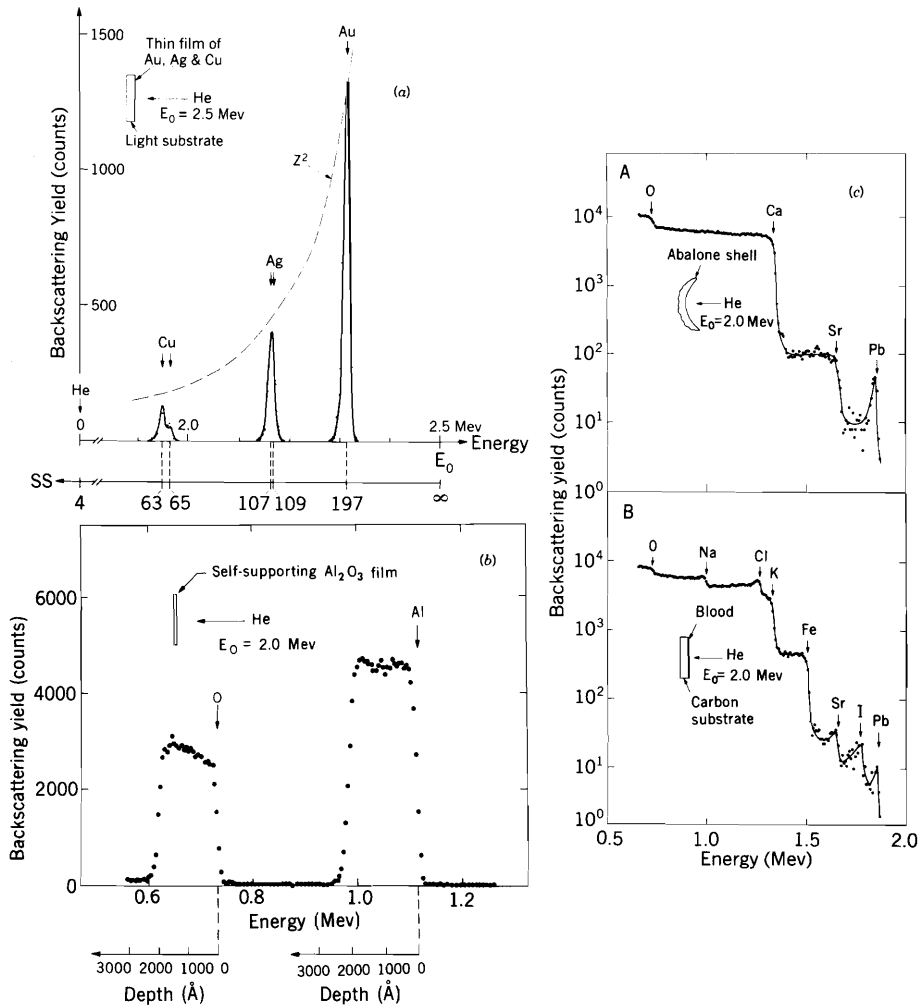 1500
Thin film of
Au, Ag & Cu
He
E₀ = 2.5 Mev
Light substrate
Au
(a)
Z²
1000
Ag
500
Cu
He
0
2.0
2.5 Mev
Energy
E₀
SS
4
63
65
107
109
197
∞
Backscattering Yield (counts)
(b)
Self-supporting Al₂O₃ film
He
E₀ = 2.0 Mev
Al
O
6000
4000
2000
0
0.6
0.8
1.0
1.2
Energy (Mev)
Backscattering yield (counts)
3000 2000 1000 0
Depth (Å)
3000 2000 1000 0
Depth (Å)
A
(c)
O
Ca
Abalone shell
He
E₀=2.0 Mev
Sr
Pb
10⁴
10³
10²
10¹
10⁰
B
O
Na
Cl
K
Blood
He
E₀=2.0 Mev
Carbon
substrate
Fe
Sr
I
Pb
10⁴
10³
10²
10¹
10⁰
0.5
1.0
1.5
2.0
Energy (Mev)
Backscattering yield (counts)